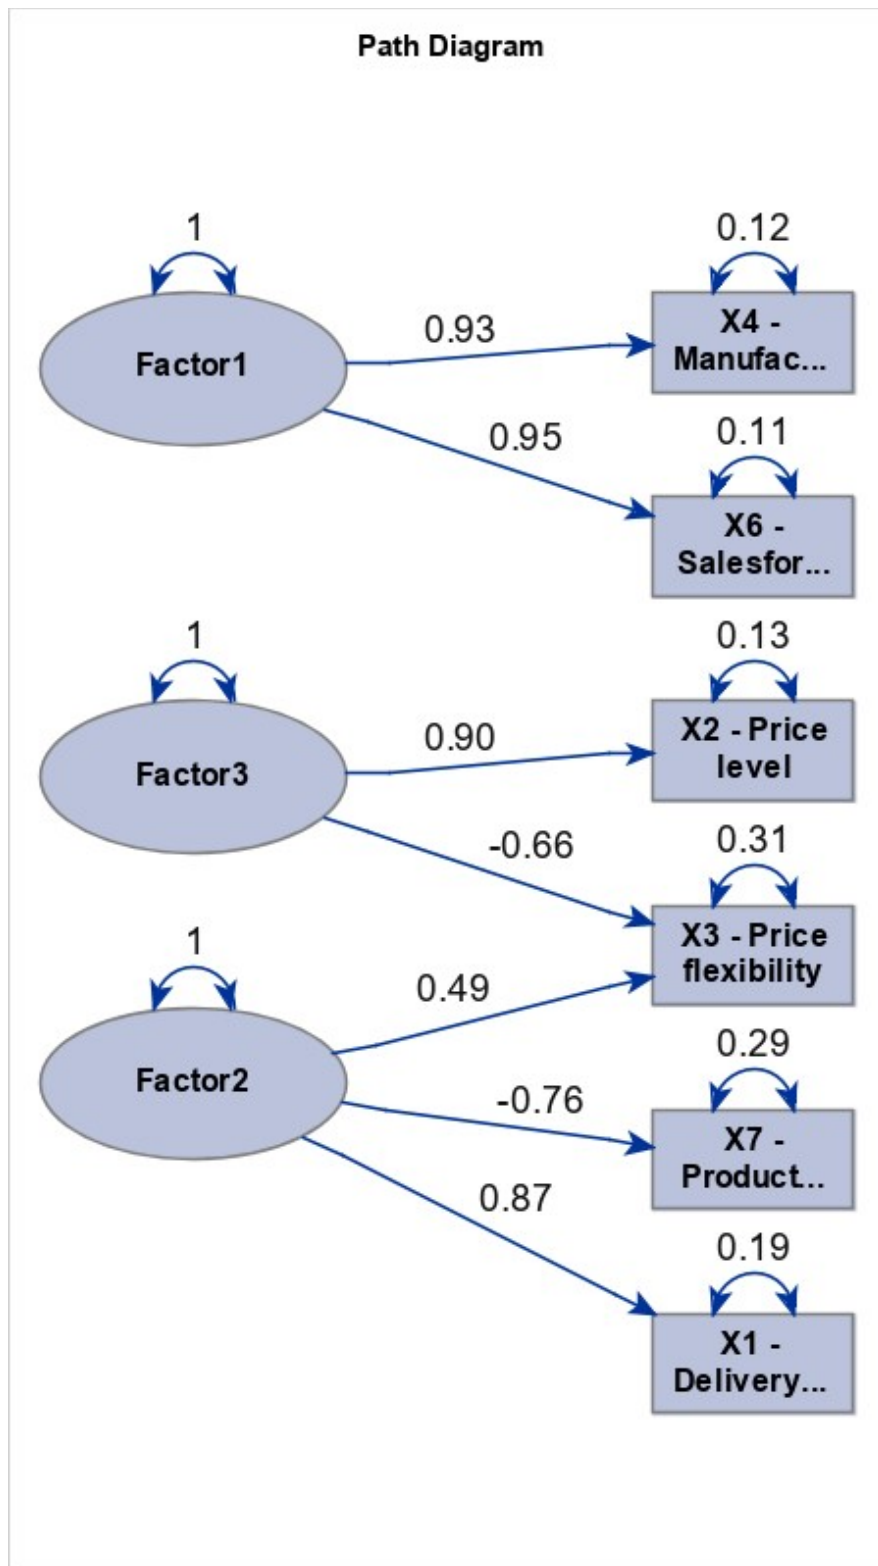 Path Diagram
1
0.12
Factor1
0.93
X4 -
Manufac...
0.95
0.11
X6 -
Salesfor...
1
0.13
Factor3
0.90
X2 - Price
level
-0.66
0.31
X3 - Price
flexibility
1
0.49
Factor2
0.29
-0.76
X7 -
Product...
0.87
0.19
X1 -
Delivery...